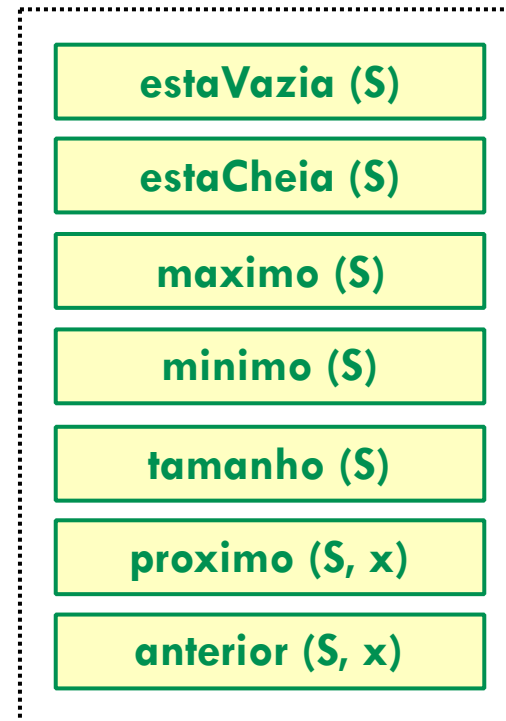 estaVazia (S)
estaCheia (S)
maximo (S)
minimo (S)
tamanho (S)
proximo (S, x)
anterior (S, x)